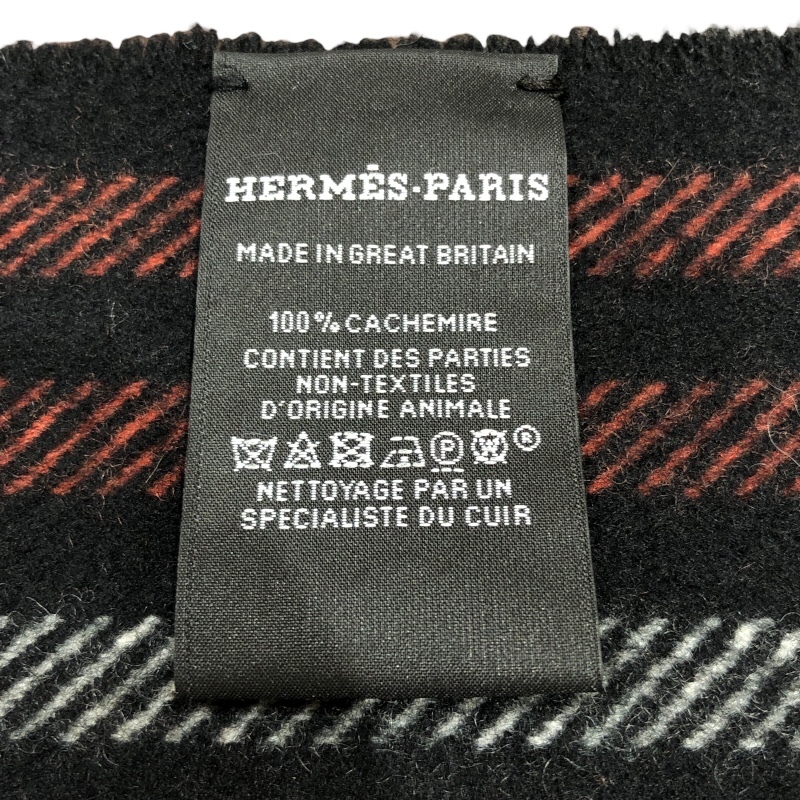 HERMÈS-PARIS
MADE IN GREAT BRITAIN
100% CACHEMIRE
CONTIENT DES PARTIES
NON-TEXTILES
D'ORIGINE ANIMALE
P W ®
NETTOYAGE PAR UN
SPECIALISTE DU CUIR